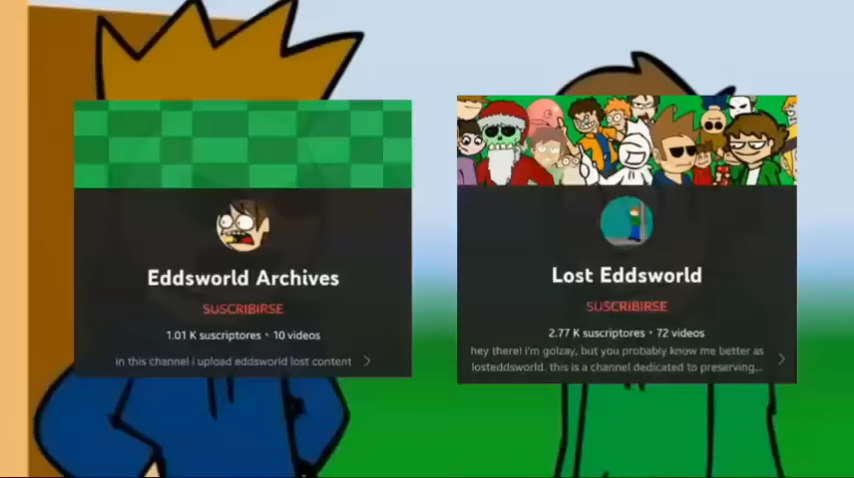 Eddsworld Archives
SUSCRIBIRSE
1.01 K suscriptores • 10 videos
in this channel i upload eddsworld lost content
Lost Eddsworld
SUSCRIBIRSE
2.77 K suscriptores • 72 videos
hey there! i'm golzay, but you probably know me better as
losteddsworld. this is a channel dedicated to preserving,...